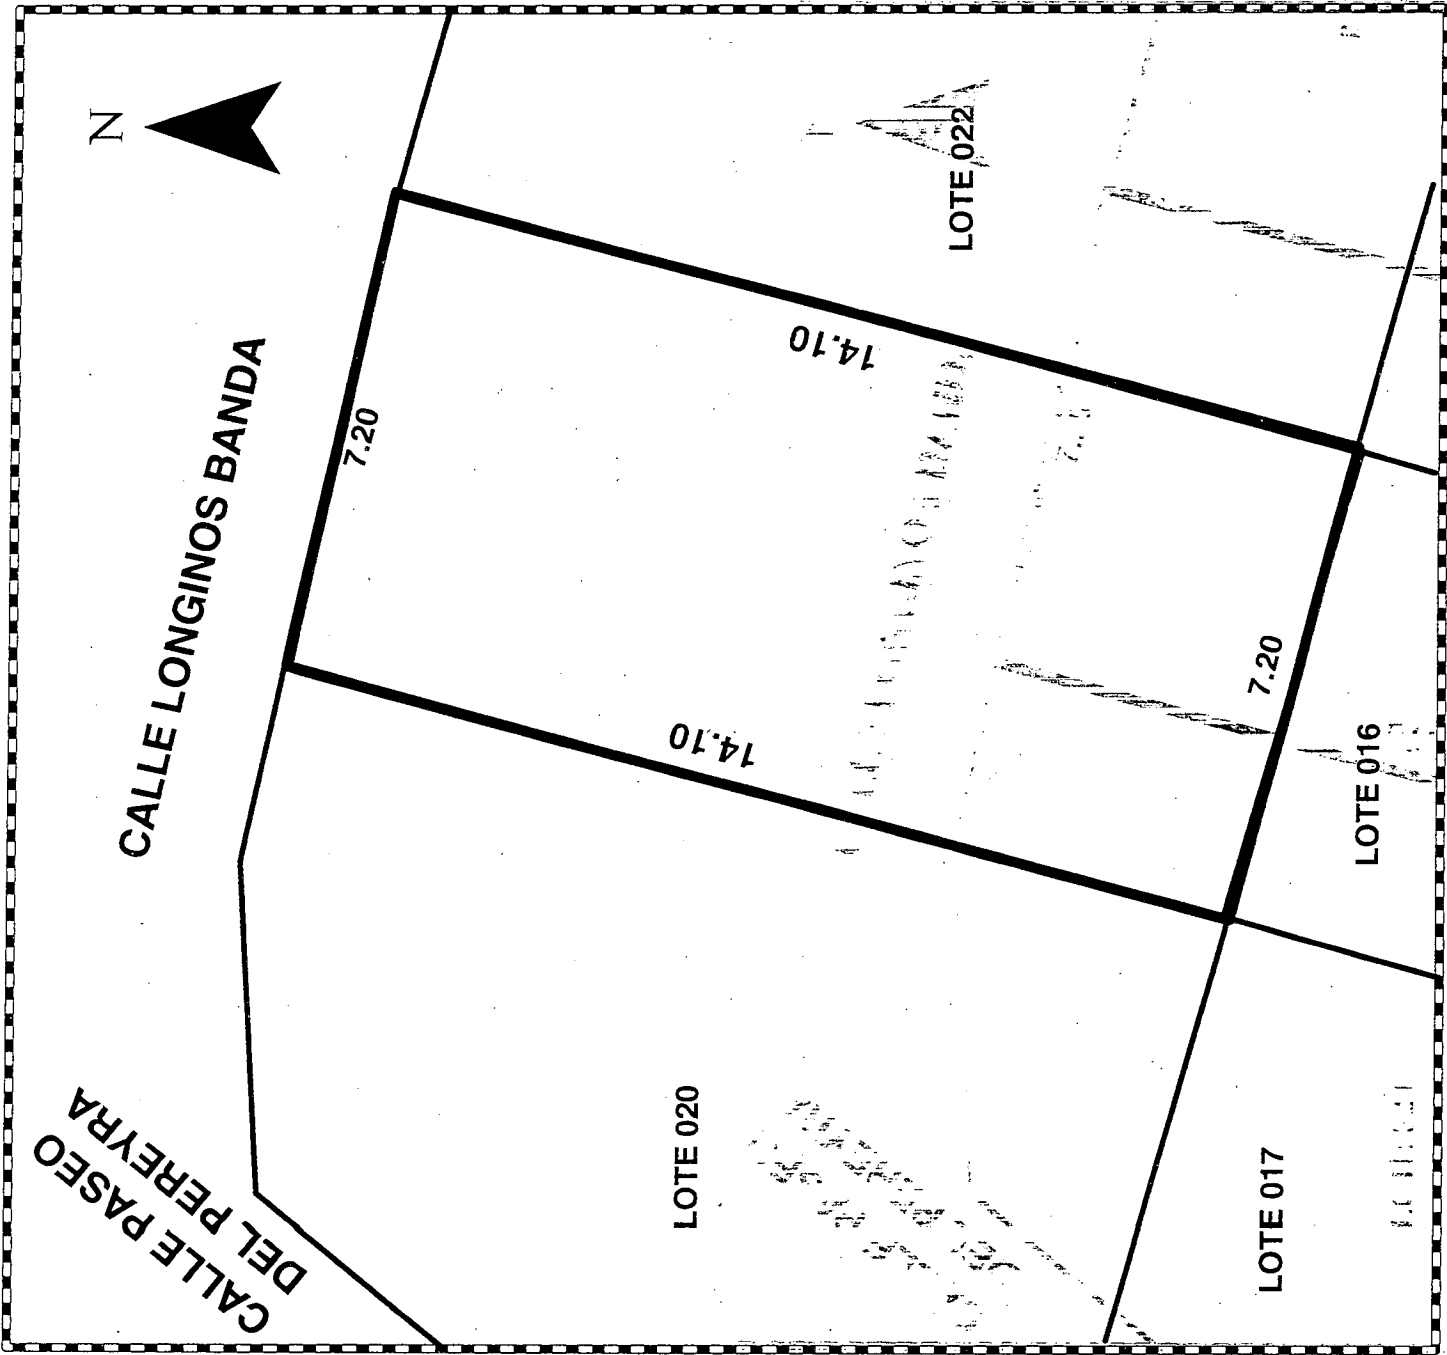 N
CALLE LONGINOS BANDA
CALLE PASEO
DEL PEREYRA
7.20
14.10
14.10
7.20
LOTE 022
LOTE 020
LOTE 016
LOTE 017